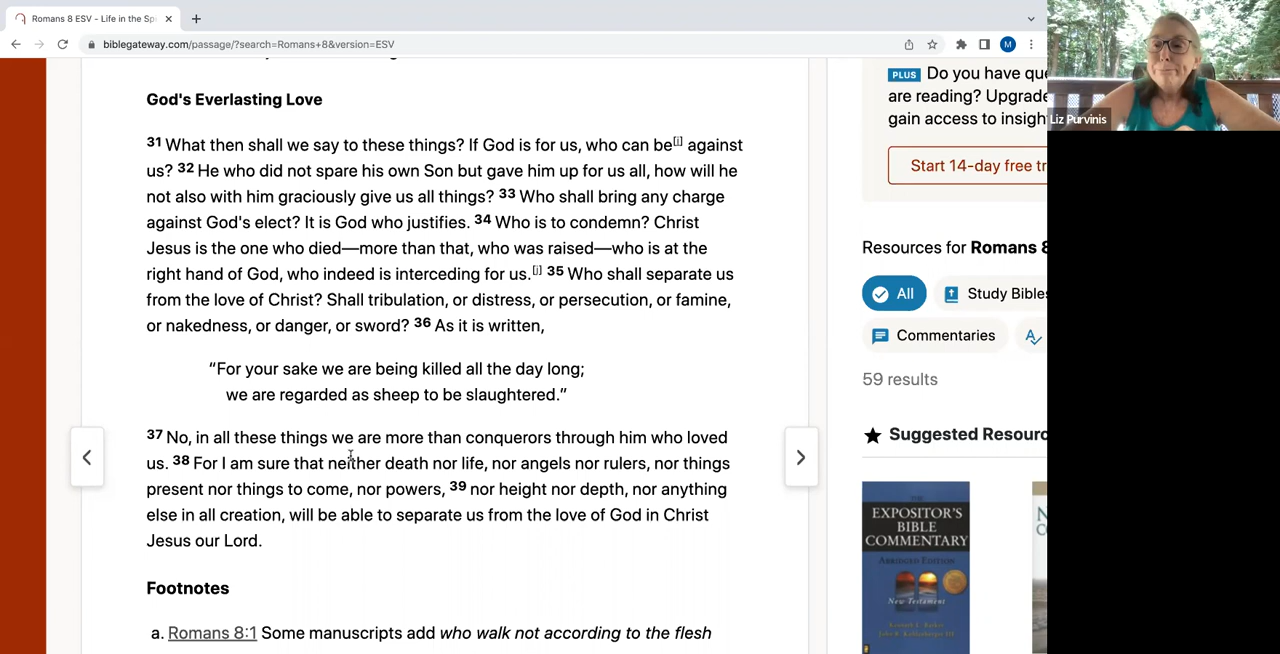 Romans 8 ESV - Life in the Sp
biblegateway.com/passage/?search=Romans+8&version=ESV
M
God's Everlasting Love
31 What then shall we say to these things? If God is for us, who can be[i] against
us? 32 He who did not spare his own Son but gave him up for us all, how will he
not also with him graciously give us all things? 33 Who shall bring any charge
against God's elect? It is God who justifies. 34 Who is to condemn? Christ
Jesus is the one who died—more than that, who was raised—who is at the
right hand of God, who indeed is interceding for us.[j] 35 Who shall separate us
from the love of Christ? Shall tribulation, or distress, or persecution, or famine,
or nakedness, or danger, or sword? 36 As it is written,
“For your sake we are being killed all the day long;
we are regarded as sheep to be slaughtered.”
37 No, in all these things we are more than conquerors through him who loved
us. 38 For I am sure that neither death nor life, nor angels nor rulers, nor things
present nor things to come, nor powers, 39 nor height nor depth, nor anything
else in all creation, will be able to separate us from the love of God in Christ
Jesus our Lord.
Footnotes
a. Romans 8:1 Some manuscripts add who walk not according to the flesh
PLUS Do you have que
are reading? Upgrade
gain access to insigh
Start 14-day free tr
Resources for Romans 8
All
Study Bibles
Commentaries
59 results
Suggested Resourc
THE
EXPOSITOR'S
BIBLE
COMMENTARY
ABRIDGED EDITION
New Testament
Liz Purvinis